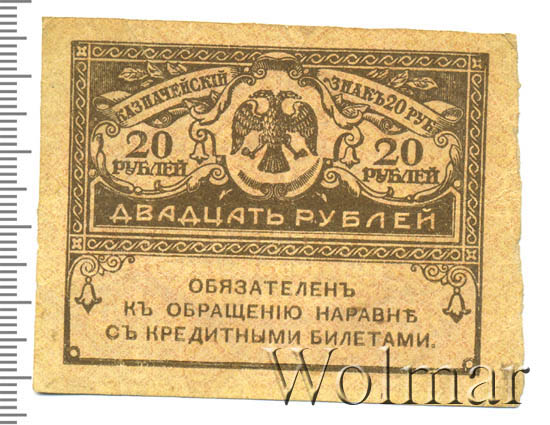 КАЗНАЧЕЙСКІЙ ЗНАКЪ 20 РУБ.
20 РУБЛЕЙ
20 РУБЛЕЙ
ДВАДЦАТЬ РУБЛЕЙ
ОБЯЗАТЕЛЕНЪ
КЪ ОБРАЩЕНІЮ НАРАВНѢ
СЪ КРЕДИТНЫМИ БИЛЕТАМИ.
Wolmar